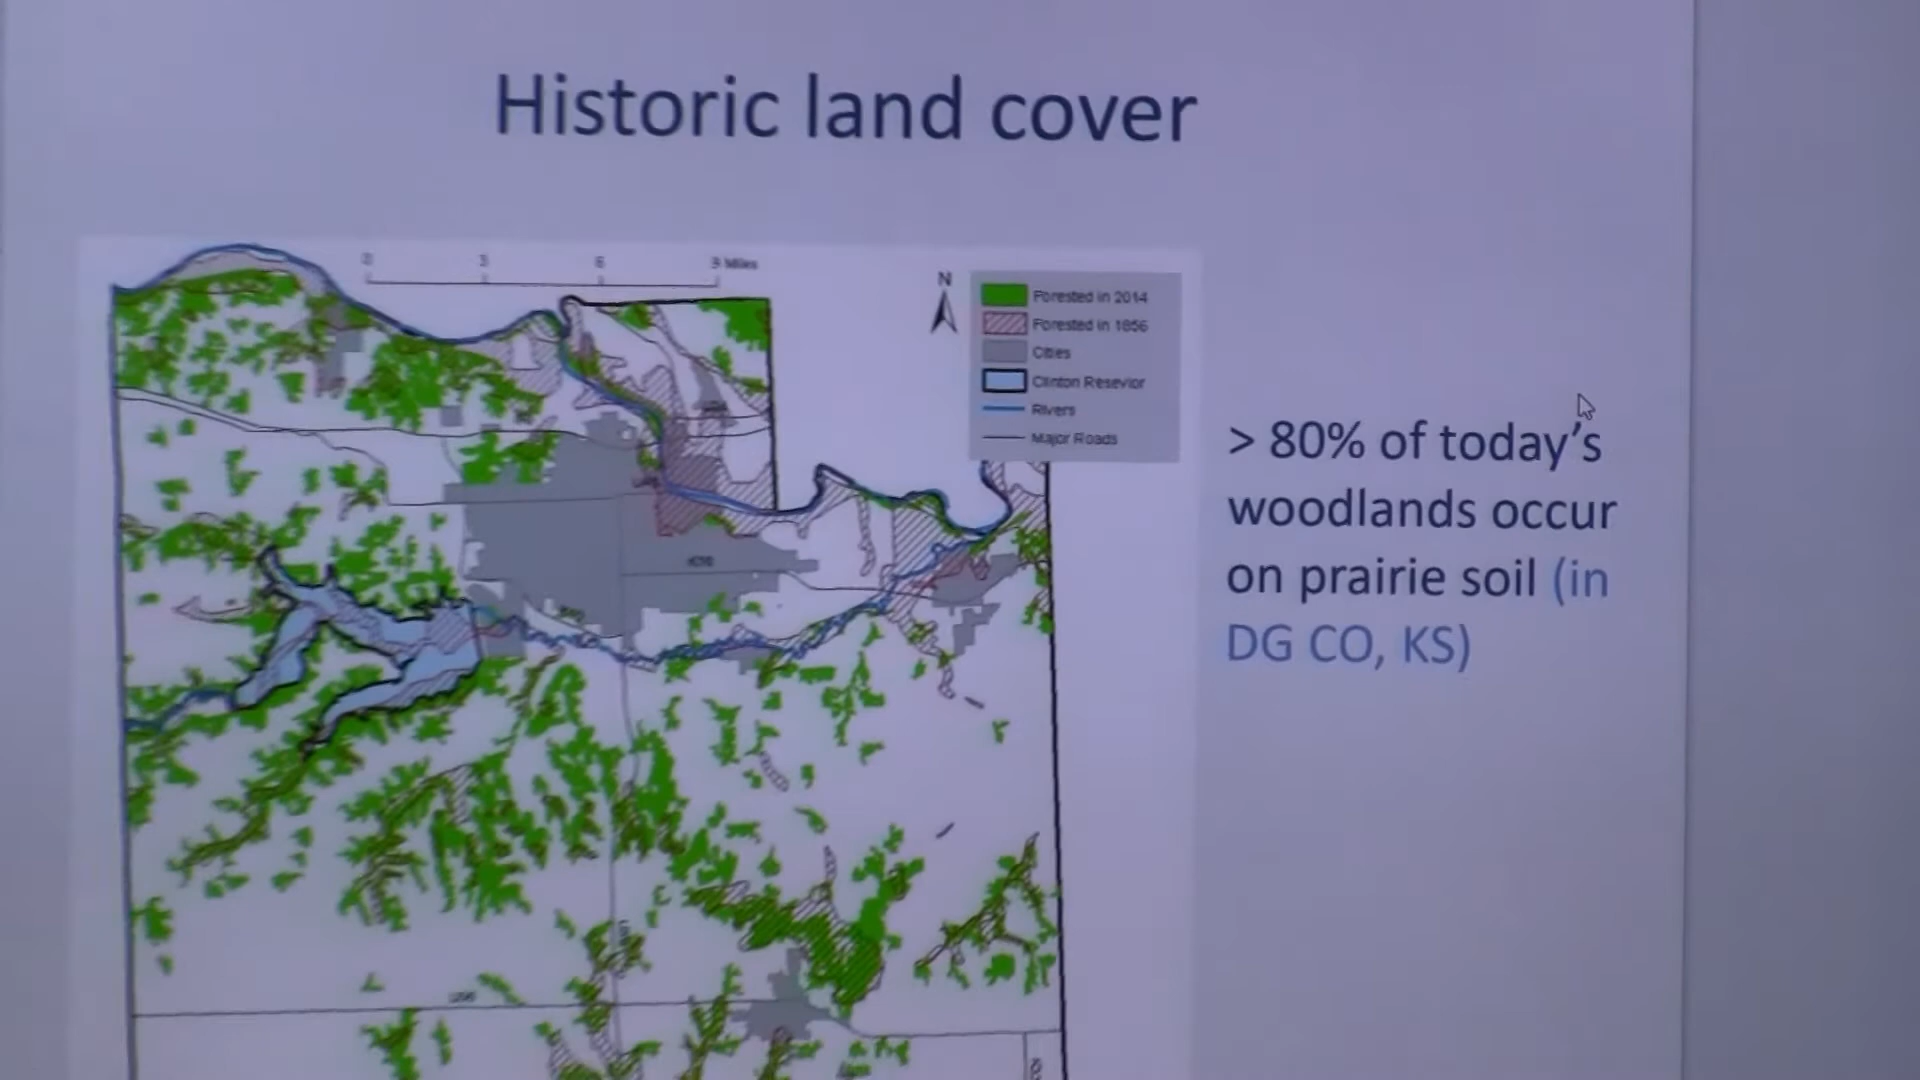 Historic land cover
0 3 6 9 Miles
N
Forested in 2014
Forested in 1856
Cities
Clinton Resevior
Rivers
Major Roads
> 80% of today's
woodlands occur
on prairie soil (in
DG CO, KS)
K10